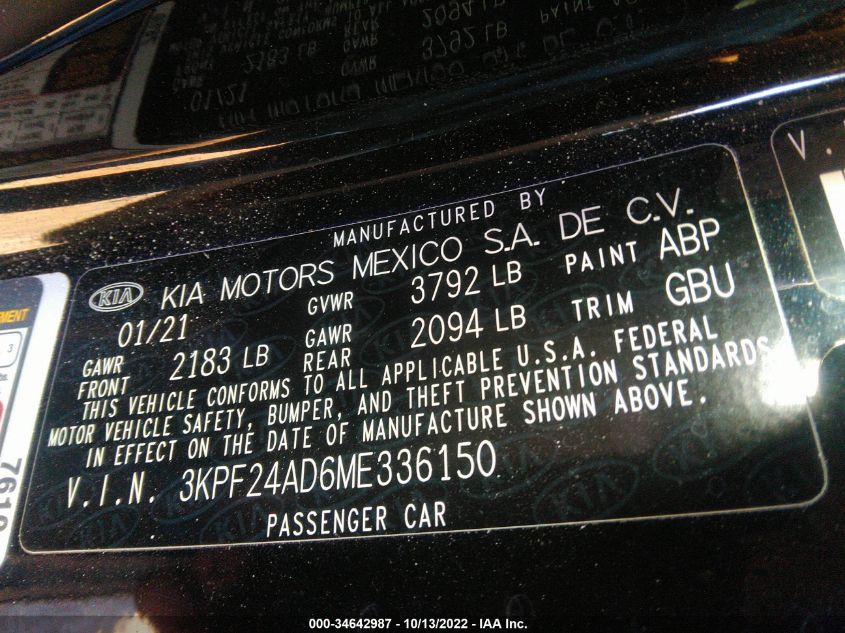 MANUFACTURED BY
KIA KIA MOTORS MEXICO S.A. DE C.V.
01/21 GVWR 3792 LB PAINT ABP
GAWR FRONT 2183 LB GAWR REAR 2094 LB TRIM GBU
THIS VEHICLE CONFORMS TO ALL APPLICABLE U.S.A. FEDERAL
MOTOR VEHICLE SAFETY, BUMPER, AND THEFT PREVENTION STANDARDS
IN EFFECT ON THE DATE OF MANUFACTURE SHOWN ABOVE.
V.I.N. 3KPF24AD6ME336150
PASSENGER CAR
000-34642987 - 10/13/2022 - IAA Inc.